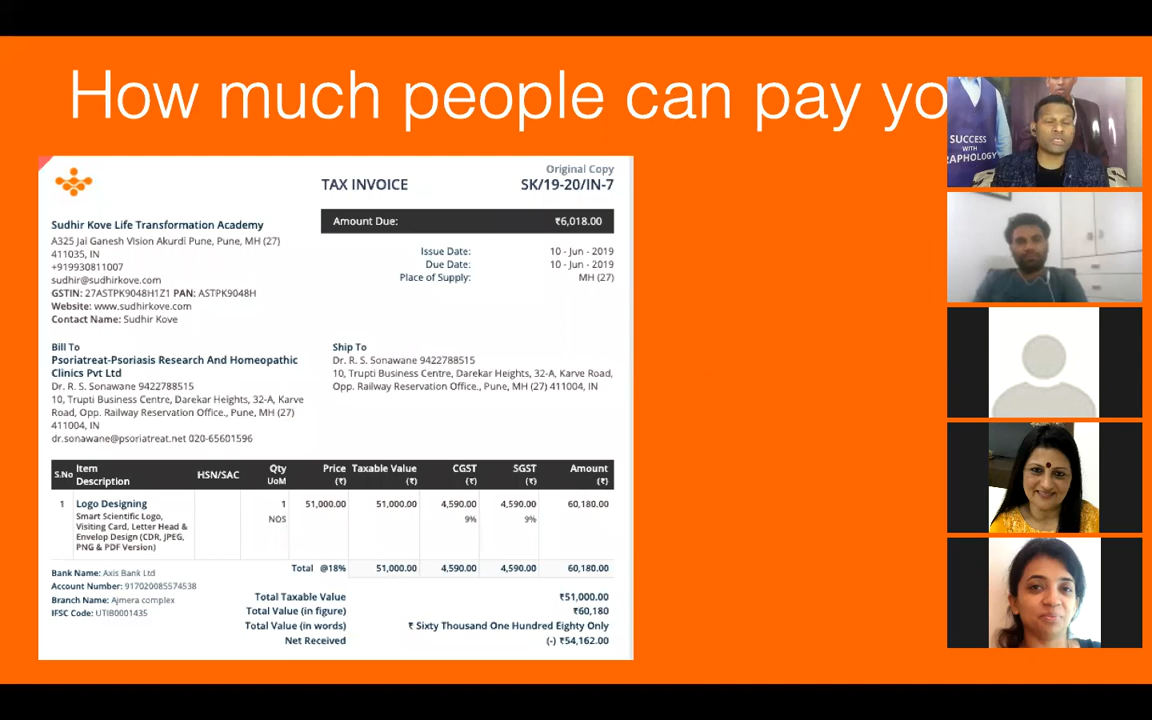 How much people can pay yo
SUCCESS
WITH
RAPHOLOGY
Original Copy
TAX INVOICE
SK/19-20/IN-7
Amount Due: ₹6,018.00
Sudhir Kove Life Transformation Academy
A325 Jai Ganesh VIsion Akurdi Pune, Pune, MH (27)
411035, IN
+919930811007
sudhir@sudhirkove.com
GSTIN: 27ASTPK9048H1Z1 PAN: ASTPK9048H
Website: www.sudhirkove.com
Contact Name: Sudhir Kove
Issue Date: 10 - Jun - 2019
Due Date: 10 - Jun - 2019
Place of Supply: MH (27)
Bill To
Psoriatreat-Psoriasis Research And Homeopathic
Clinics Pvt Ltd
Dr. R. S. Sonawane 9422788515
10, Trupti Business Centre, Darekar Heights, 32-A, Karve
Road, Opp. Railway Reservation Office., Pune, MH (27)
411004, IN
dr.sonawane@psoriatreat.net 020-65601596
Ship To
Dr. R. S. Sonawane 9422788515
10, Trupti Business Centre, Darekar Heights, 32-A, Karve Road,
Opp. Railway Reservation Office., Pune, MH (27) 411004, IN
S.No Item Description HSN/SAC Qty UoM Price (₹) Taxable Value (₹) CGST (₹) SGST (₹) Amount (₹)
1 Logo Designing 1 51,000.00 51,000.00 4,590.00 4,590.00 60,180.00
Smart Scientific Logo, NOS 9% 9%
Visiting Card, Letter Head &
Envelop Design (CDR, JPEG,
PNG & PDF Version)
Total @18% 51,000.00 4,590.00 4,590.00 60,180.00
Bank Name: Axis Bank Ltd
Account Number: 917020085574538
Branch Name: Ajmera complex
IFSC Code: UTIB0001435
Total Taxable Value ₹51,000.00
Total Value (in figure) ₹60,180
Total Value (in words) ₹ Sixty Thousand One Hundred Eighty Only
Net Received (-) ₹54,162.00